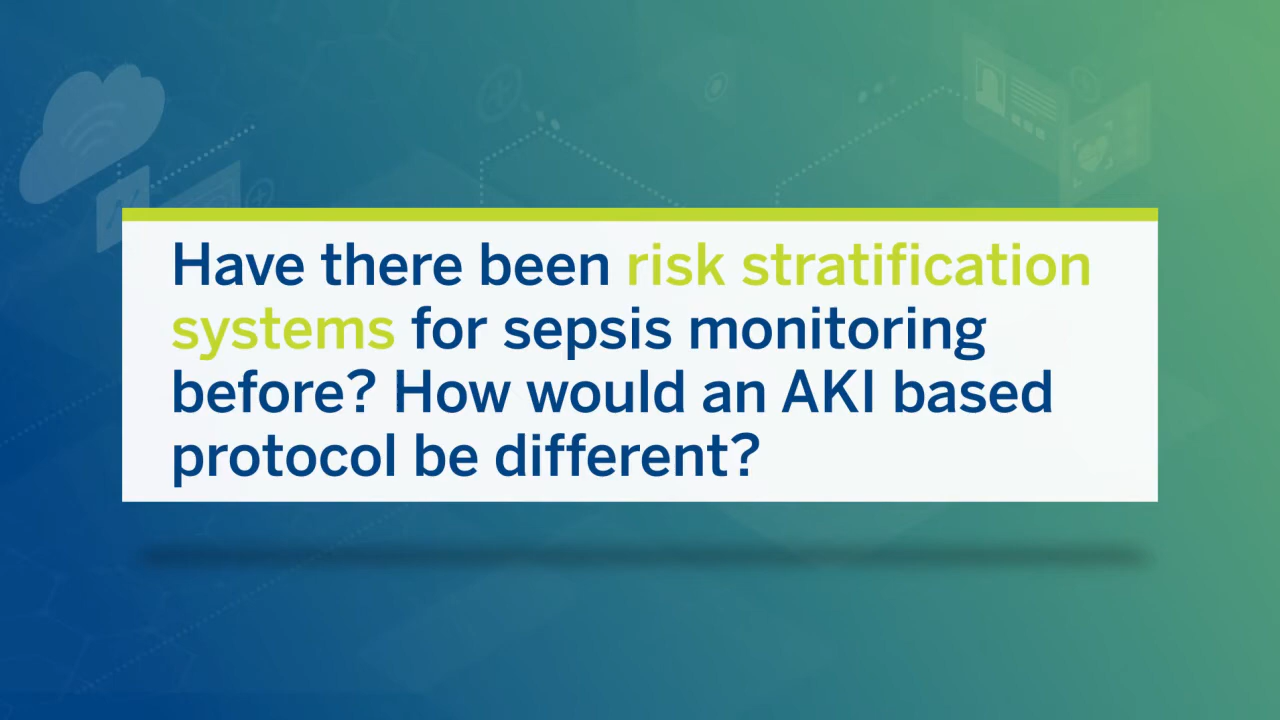 Have there been risk stratification
systems for sepsis monitoring
before? How would an AKI based
protocol be different?